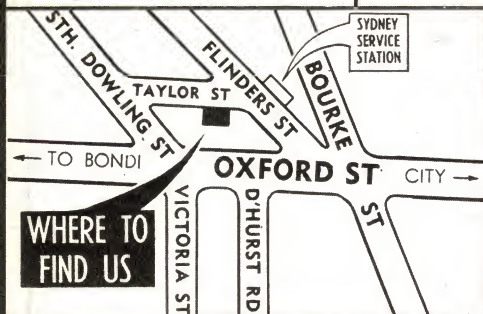 SYDNEY
SERVICE
STATION
STH. DOWLING ST
FLINDERS ST
BOURKE
ST
TAYLOR ST
← TO BONDI
OXFORD ST
CITY →
VICTORIA ST
D'HURST RD
WHERE TO
FIND US